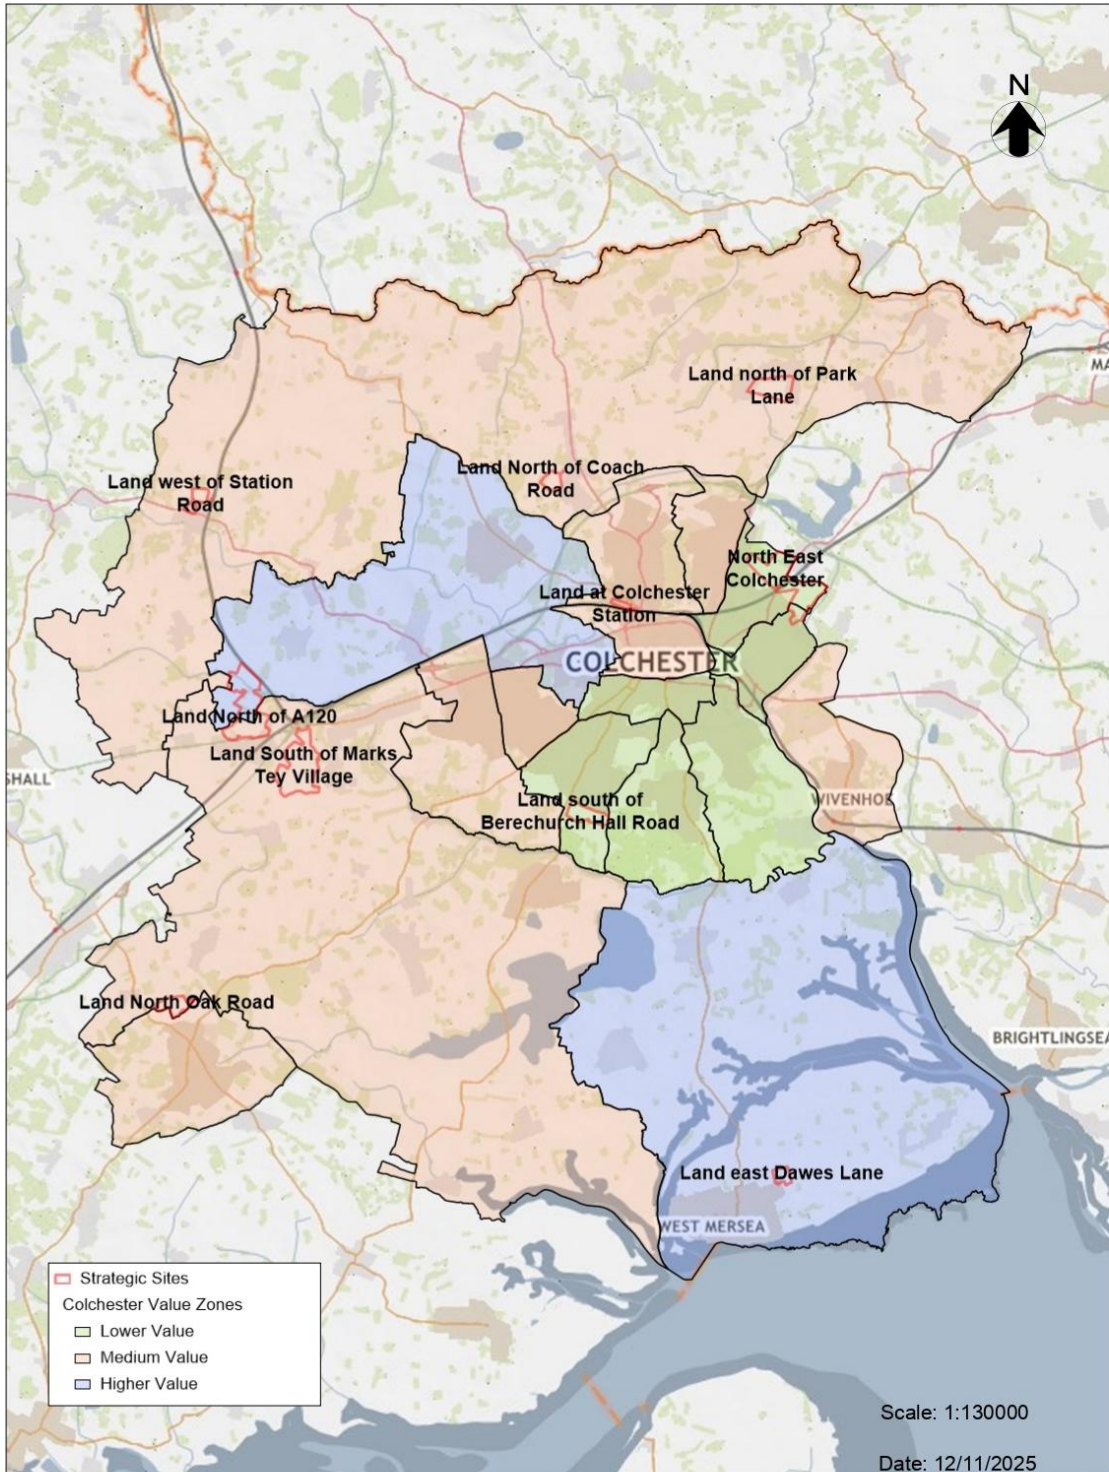 N
MA
Land north of Park
Lane
Land North of Coach
Road
Land west of Station
Road
North East
Colchester
Land at Colchester
Station
COLCHESTER
Land North of A120
Land South of Marks
Tey Village
SHALL
Land south of
Berechurch Hall Road
WIVENHOE
Land North Oak Road
BRIGHTLINGSEA
Land east Dawes Lane
WEST MERSEA
Strategic Sites
Colchester Value Zones
Lower Value
Medium Value
Higher Value
Scale: 1:130000
Date: 12/11/2025